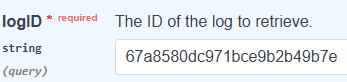 logID * required The ID of the log to retrieve.
string
67a8580dc971bce9b2b49b7e
(query)